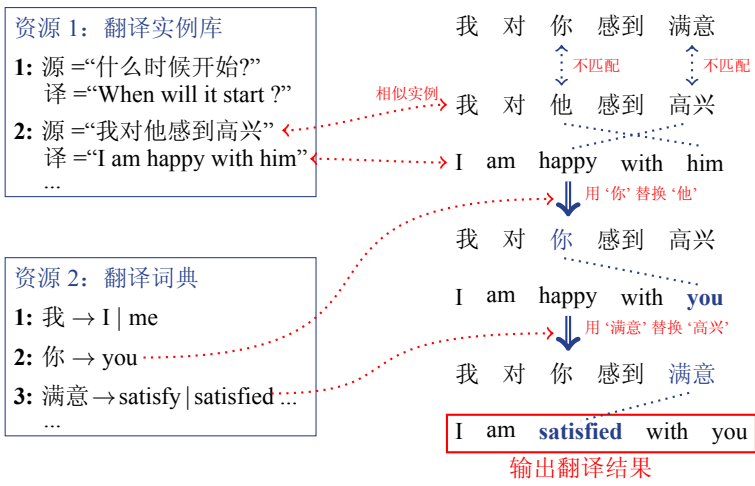 资源 1：翻译实例库
1: 源 =“什么时候开始?”
译 =“When will it start ?”
2: 源 =“我对他感到高兴”
译 =“I am happy with him”
...
资源 2：翻译词典
1: 我 → I | me
2: 你 → you
3: 满意 → satisfy | satisfied ...
...
我 对 你 感到 满意
不匹配 不匹配
相似实例
我 对 他 感到 高兴
I am happy with him
用 ‘你’ 替换 ‘他’
我 对 你 感到 高兴
I am happy with you
用 ‘满意’ 替换 ‘高兴’
我 对 你 感到 满意
I am satisfied with you
输出翻译结果